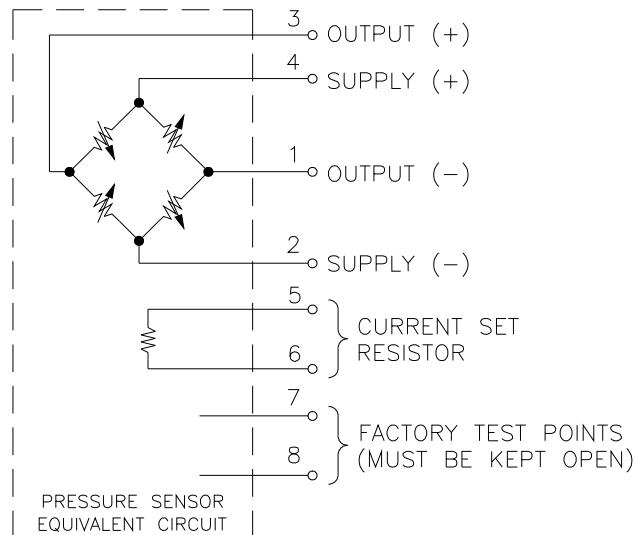 3 OUTPUT (+)
4 SUPPLY (+)
1 OUTPUT (-)
2 SUPPLY (-)
5
CURRENT SET
RESISTOR
6
7
FACTORY TEST POINTS
(MUST BE KEPT OPEN)
8
PRESSURE SENSOR
EQUIVALENT CIRCUIT